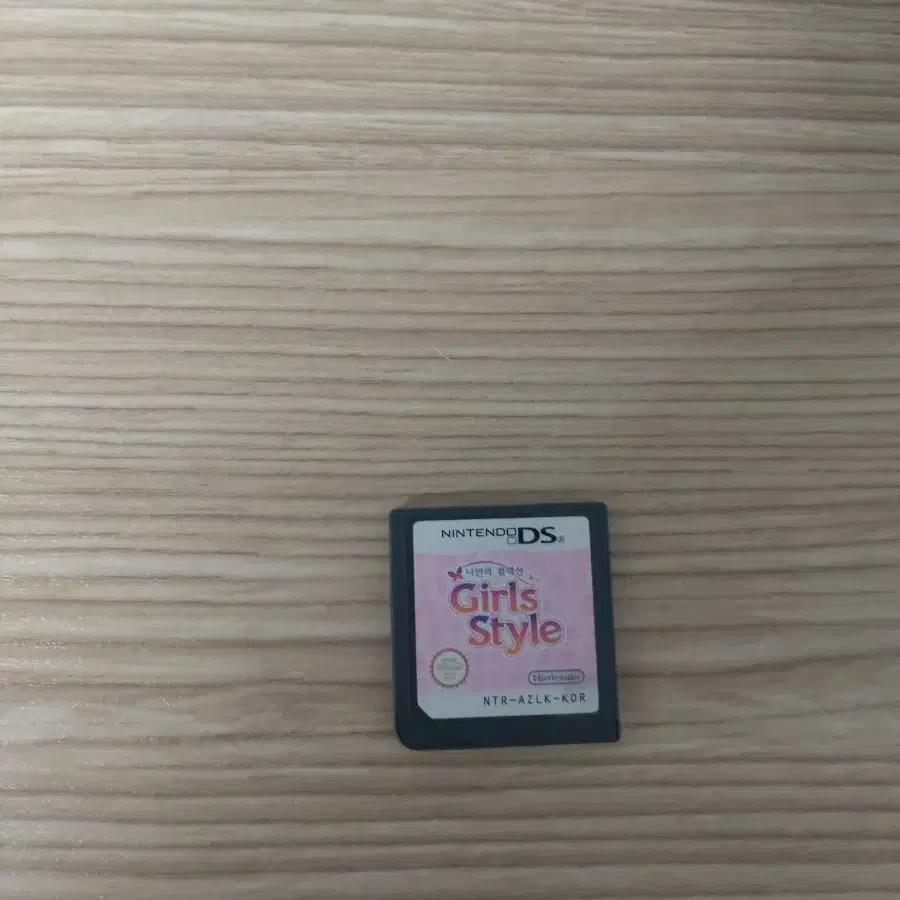 NINTENDO DS®
나만의 컬렉션
Girls
Style
Nintendo
NTR-AZLK-KOR